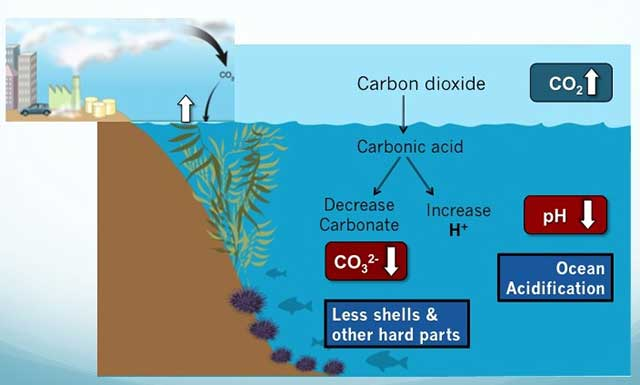 CO₂
Carbon dioxide
CO₂
Carbonic acid
Decrease
Carbonate
Increase
H⁺
pH
CO₃²⁻
Ocean
Acidification
Less shells &
other hard parts